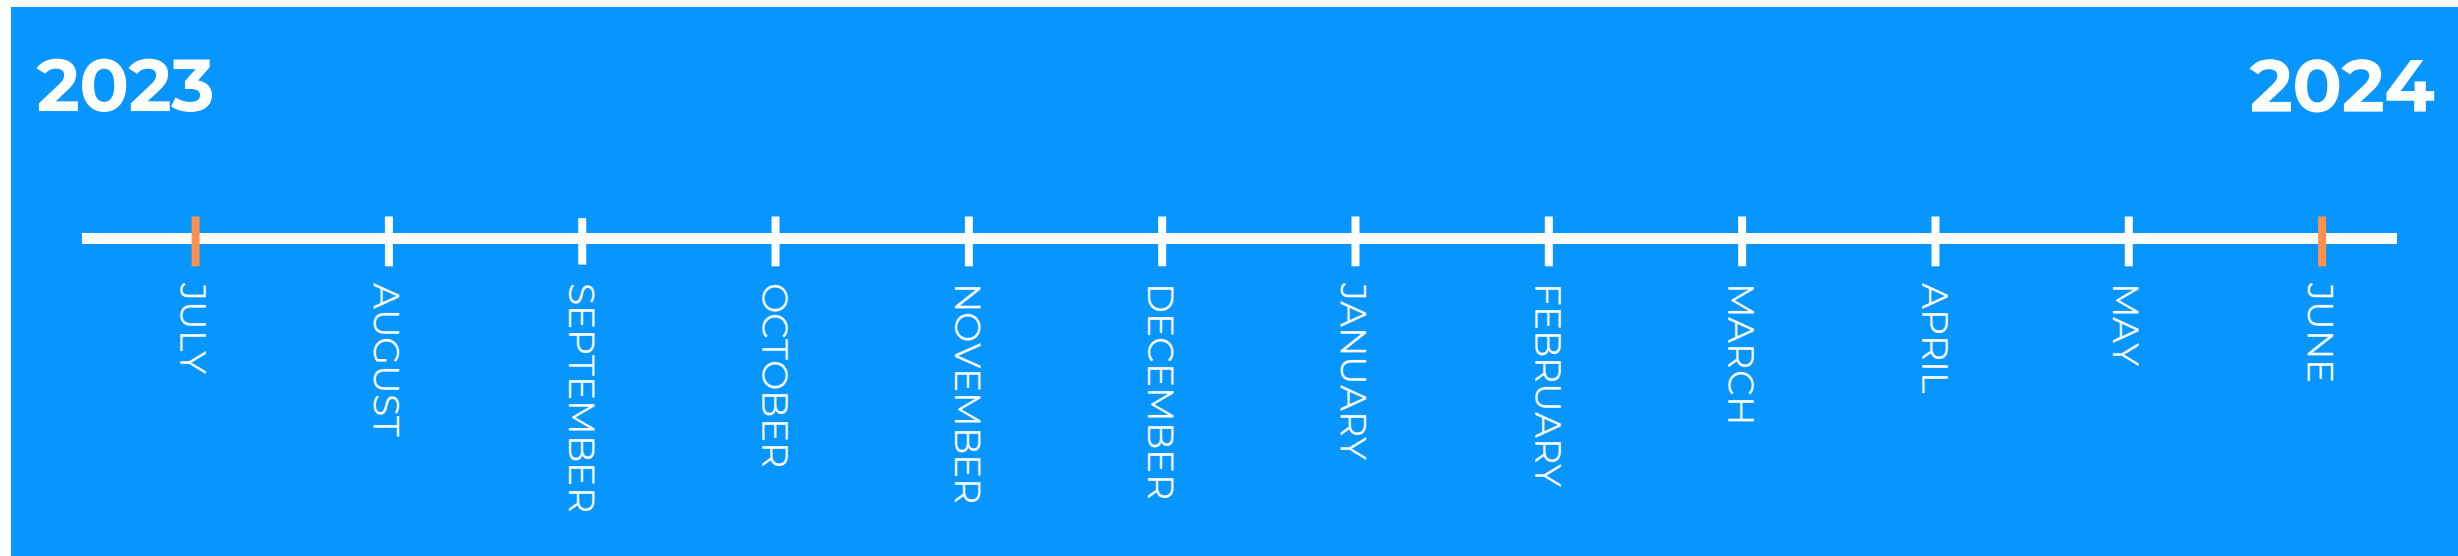 2023
2024
JULY
AUGUST
SEPTEMBER
OCTOBER
NOVEMBER
DECEMBER
JANUARY
FEBRUARY
MARCH
APRIL
MAY
JUNE